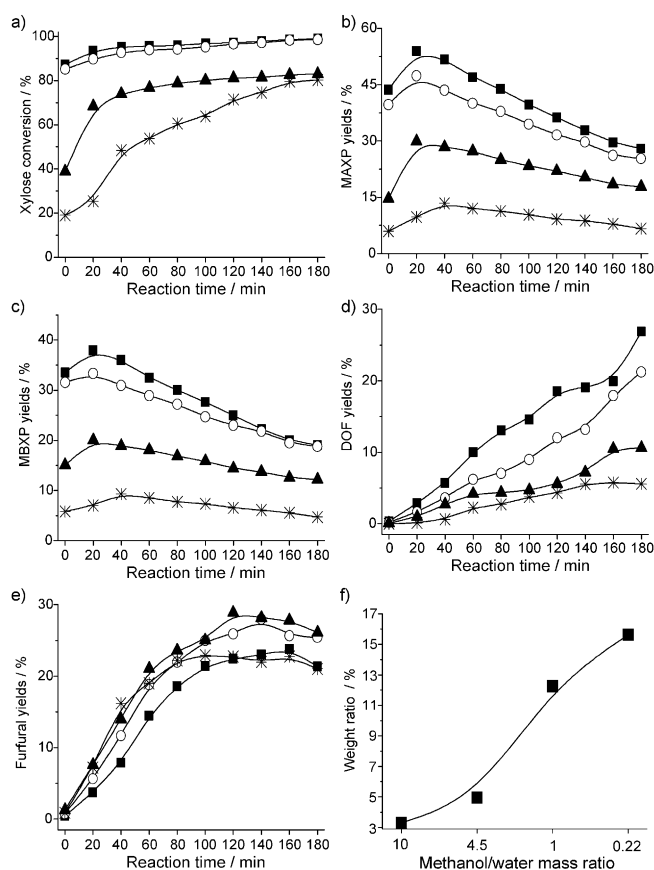 a)
Xylose conversion / %
100
80
60
40
20
0
0 20 40 60 80 100 120 140 160 180
Reaction time / min
b)
MAXP yields / %
60
45
30
15
0
0 20 40 60 80 100 120 140 160 180
Reaction time / min
c)
MBXP yields / %
40
30
20
10
0
0 20 40 60 80 100 120 140 160 180
Reaction time / min
d)
DOF yields / %
30
20
10
0
0 20 40 60 80 100 120 140 160 180
Reaction time / min
e)
Furfural yields / %
30
20
10
0
0 20 40 60 80 100 120 140 160 180
Reaction time / min
f)
Weight ratio / %
17
15
13
11
9
7
5
3
10 4.5 1 0.22
Methanol/water mass ratio